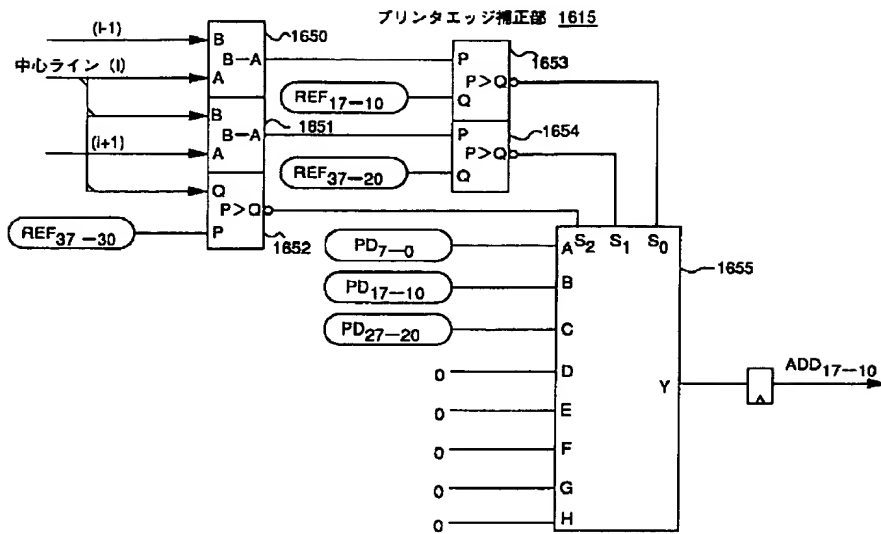 プリンタエッジ補正部 1615
(i-1)
B
B−A
A
1650
中心ライン (i)
B
B−A
A
1651
(i+1)
Q
P>Q
P
1652
REF37−30
REF17−10
P
P>Q
Q
1653
REF37−20
P
P>Q
Q
1654
PD7−0
PD17−10
PD27−20
0
0
0
0
0
S2 S1 S0
A
B
C
D
E
F
G
H
Y
1655
ADD17−10